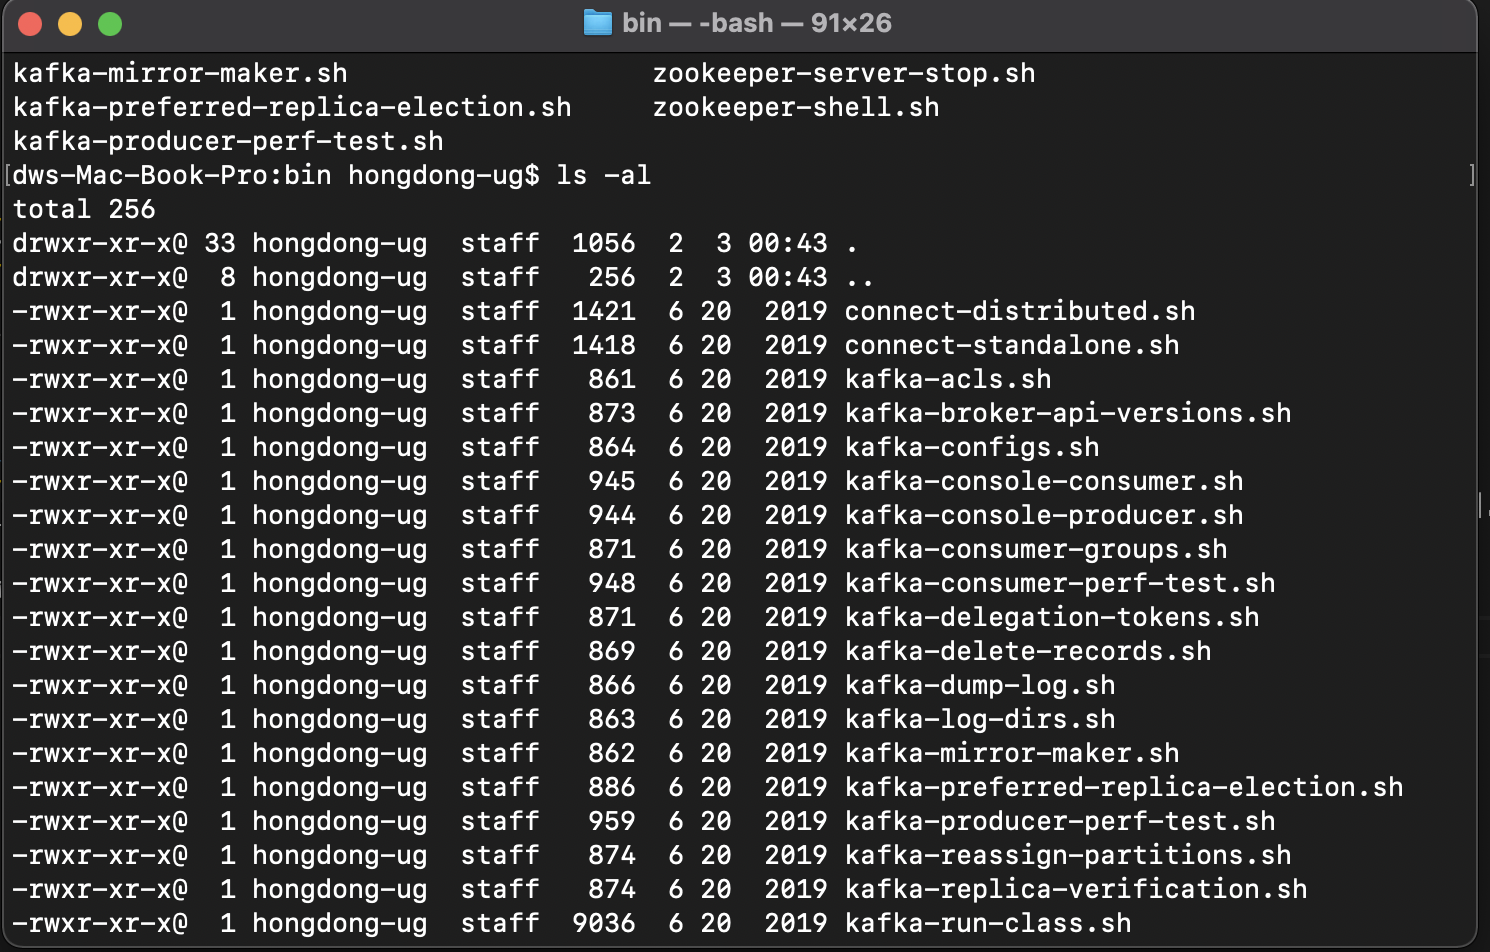 bin — -bash — 91×26
kafka-mirror-maker.sh                   zookeeper-server-stop.sh
kafka-preferred-replica-election.sh     zookeeper-shell.sh
kafka-producer-perf-test.sh
[dws-Mac-Book-Pro:bin hongdong-ug$ ls -al ]
total 256
drwxr-xr-x@ 33 hongdong-ug  staff  1056  2  3 00:43 .
drwxr-xr-x@  8 hongdong-ug  staff   256  2  3 00:43 ..
-rwxr-xr-x@  1 hongdong-ug  staff  1421  6 20  2019 connect-distributed.sh
-rwxr-xr-x@  1 hongdong-ug  staff  1418  6 20  2019 connect-standalone.sh
-rwxr-xr-x@  1 hongdong-ug  staff   861  6 20  2019 kafka-acls.sh
-rwxr-xr-x@  1 hongdong-ug  staff   873  6 20  2019 kafka-broker-api-versions.sh
-rwxr-xr-x@  1 hongdong-ug  staff   864  6 20  2019 kafka-configs.sh
-rwxr-xr-x@  1 hongdong-ug  staff   945  6 20  2019 kafka-console-consumer.sh
-rwxr-xr-x@  1 hongdong-ug  staff   944  6 20  2019 kafka-console-producer.sh
-rwxr-xr-x@  1 hongdong-ug  staff   871  6 20  2019 kafka-consumer-groups.sh
-rwxr-xr-x@  1 hongdong-ug  staff   948  6 20  2019 kafka-consumer-perf-test.sh
-rwxr-xr-x@  1 hongdong-ug  staff   871  6 20  2019 kafka-delegation-tokens.sh
-rwxr-xr-x@  1 hongdong-ug  staff   869  6 20  2019 kafka-delete-records.sh
-rwxr-xr-x@  1 hongdong-ug  staff   866  6 20  2019 kafka-dump-log.sh
-rwxr-xr-x@  1 hongdong-ug  staff   863  6 20  2019 kafka-log-dirs.sh
-rwxr-xr-x@  1 hongdong-ug  staff   862  6 20  2019 kafka-mirror-maker.sh
-rwxr-xr-x@  1 hongdong-ug  staff   886  6 20  2019 kafka-preferred-replica-election.sh
-rwxr-xr-x@  1 hongdong-ug  staff   959  6 20  2019 kafka-producer-perf-test.sh
-rwxr-xr-x@  1 hongdong-ug  staff   874  6 20  2019 kafka-reassign-partitions.sh
-rwxr-xr-x@  1 hongdong-ug  staff   874  6 20  2019 kafka-replica-verification.sh
-rwxr-xr-x@  1 hongdong-ug  staff  9036  6 20  2019 kafka-run-class.sh